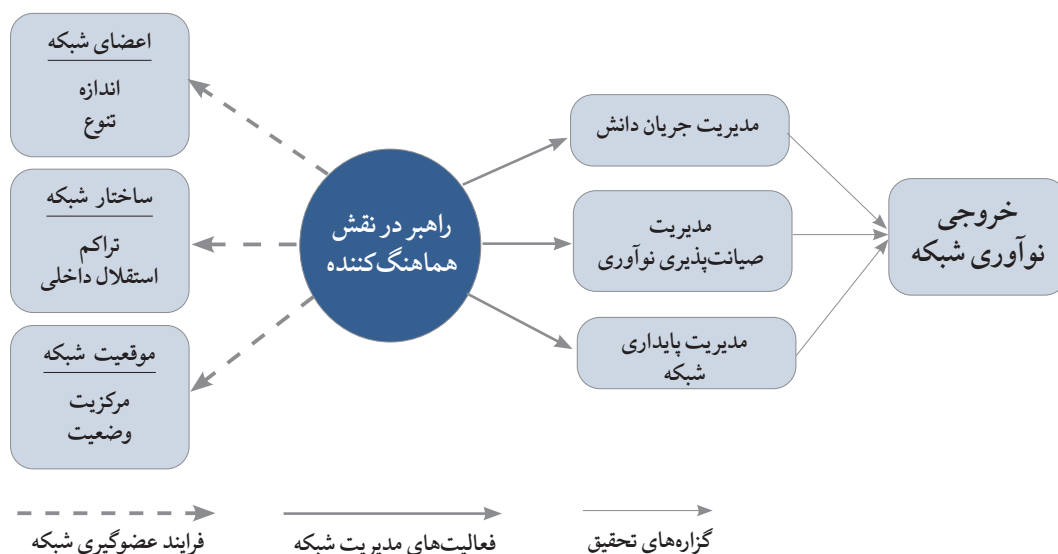 اعضای شبکه
اندازه
تنوع
ساختار شبکه
تراکم
استقلال داخلی
موقعیت شبکه
مرکزیت
وضعیت
راهبر در نقش
هماهنگ‌کننده
مدیریت جریان دانش
مدیریت
صیانت‌پذیری نوآوری
مدیریت پایداری
شبکه
خروجی
نوآوری شبکه
فرایند عضوگیری شبکه
فعالیت‌های مدیریت شبکه
گزاره‌های تحقیق